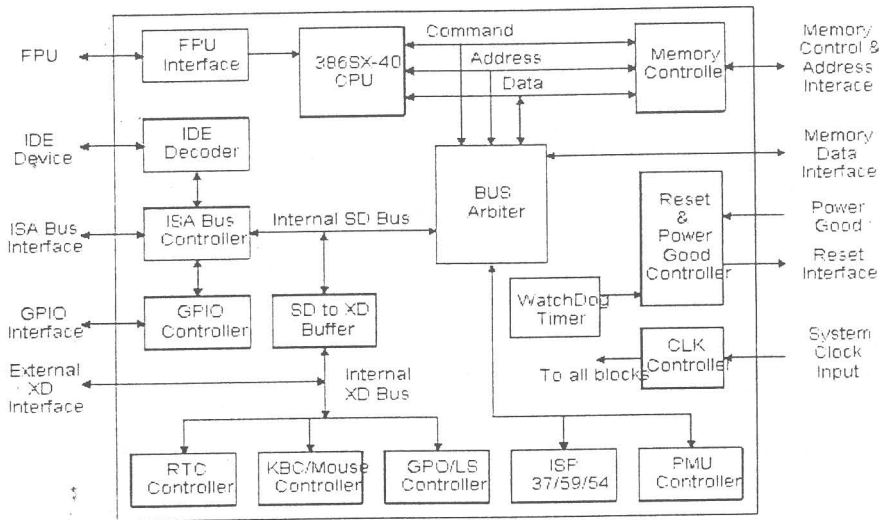 FPU
FPU
Interface
386SX-40
CPU
Command
Address
Data
Memory
Controller
Memory
Control &
Address
Interace
IDE
Device
IDE
Decoder
Memory
Data
Interface
BUS
Arbiter
ISA Bus
Interface
ISA Bus
Controller
Internal SD Bus
Reset
&
Power
Good
Controller
Power
Good
Reset
Interface
GPIO
Interface
GPIO
Controller
SD to XD
Buffer
WatchDog
Timer
CLK
Controller
System
Clock
Input
To all blocks
External
XD
Interface
Internal
XD Bus
RTC
Controller
KBC/Mouse
Controller
GPO/LS
Controller
ISP
37/59/54
PMU
Controller